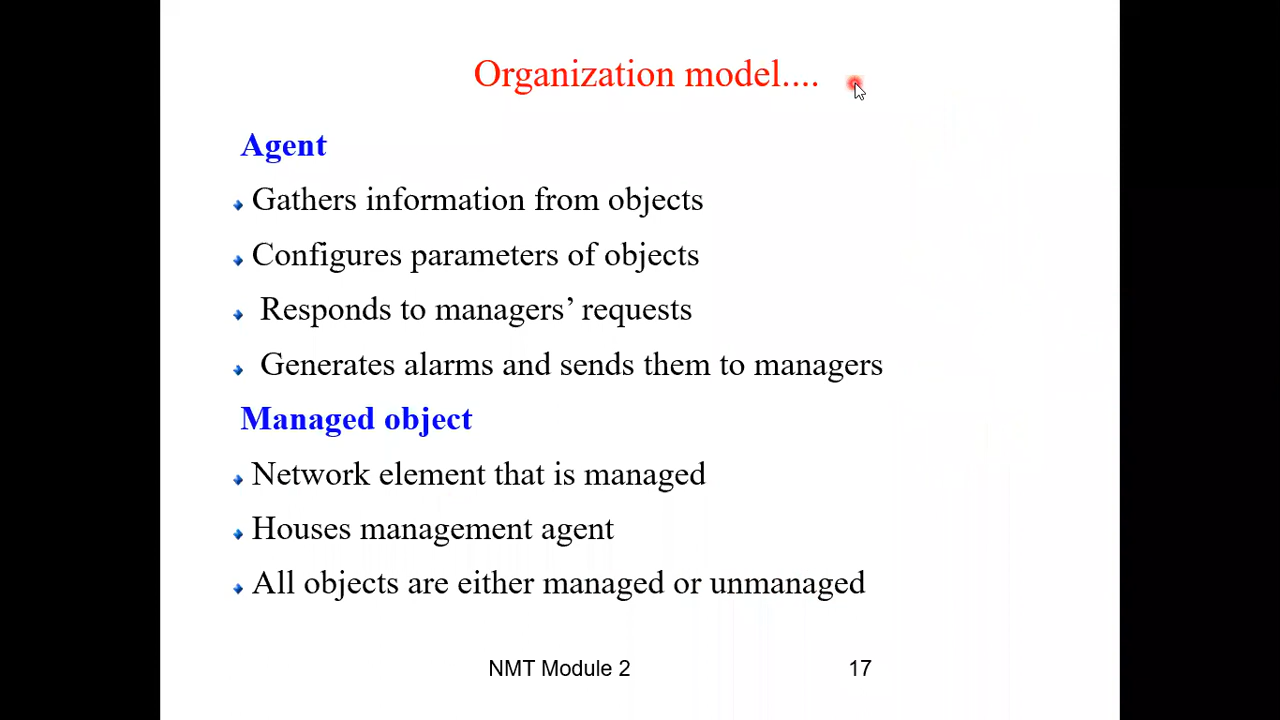 Organization model....
Agent
Gathers information from objects
Configures parameters of objects
Responds to managers’ requests
Generates alarms and sends them to managers
Managed object
Network element that is managed
Houses management agent
All objects are either managed or unmanaged
NMT Module 2 17